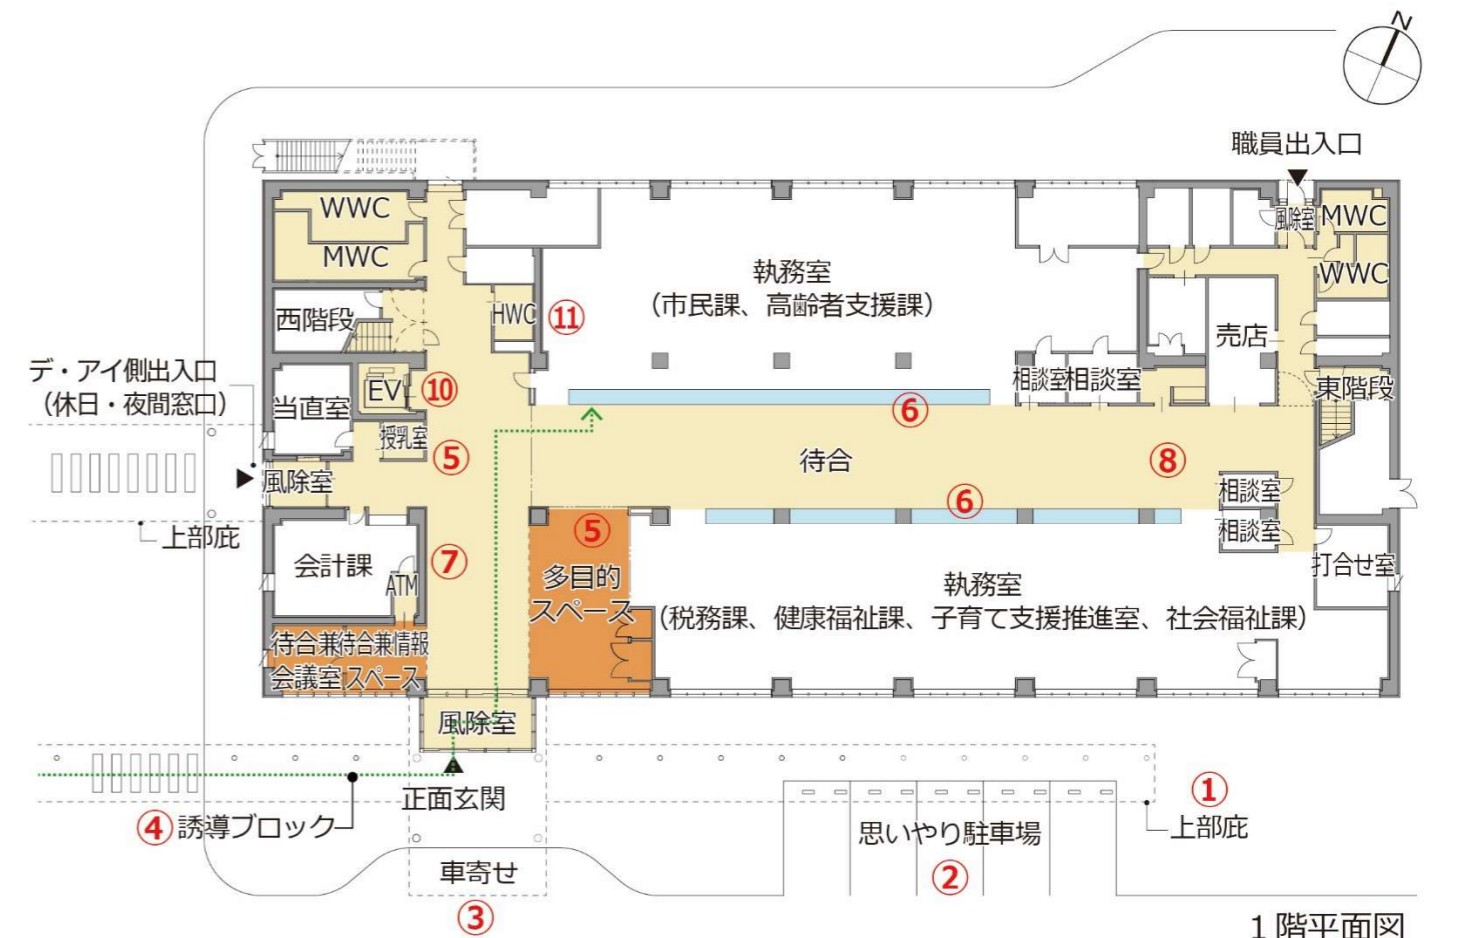 N
職員出入口
WWC
MWC
風除室
MWC
WWC
執務室
（市民課、高齢者支援課）
HWC
⑪
西階段
売店
デ・アイ側出入口
（休日・夜間窓口）
EV
⑩
相談室
相談室
東階段
当直室
授乳室
⑤
⑥
待合
⑧
風除室
相談室
⑥
上部庇
⑤
相談室
会計課
⑦
ATM
多目的
スペース
執務室
（税務課、健康福祉課、子育て支援推進室、社会福祉課）
打合せ室
待合兼
会議室
待合兼情報
スペース
風除室
正面玄関
①
④誘導ブロック
思いやり駐車場
上部庇
車寄せ
②
③
1階平面図